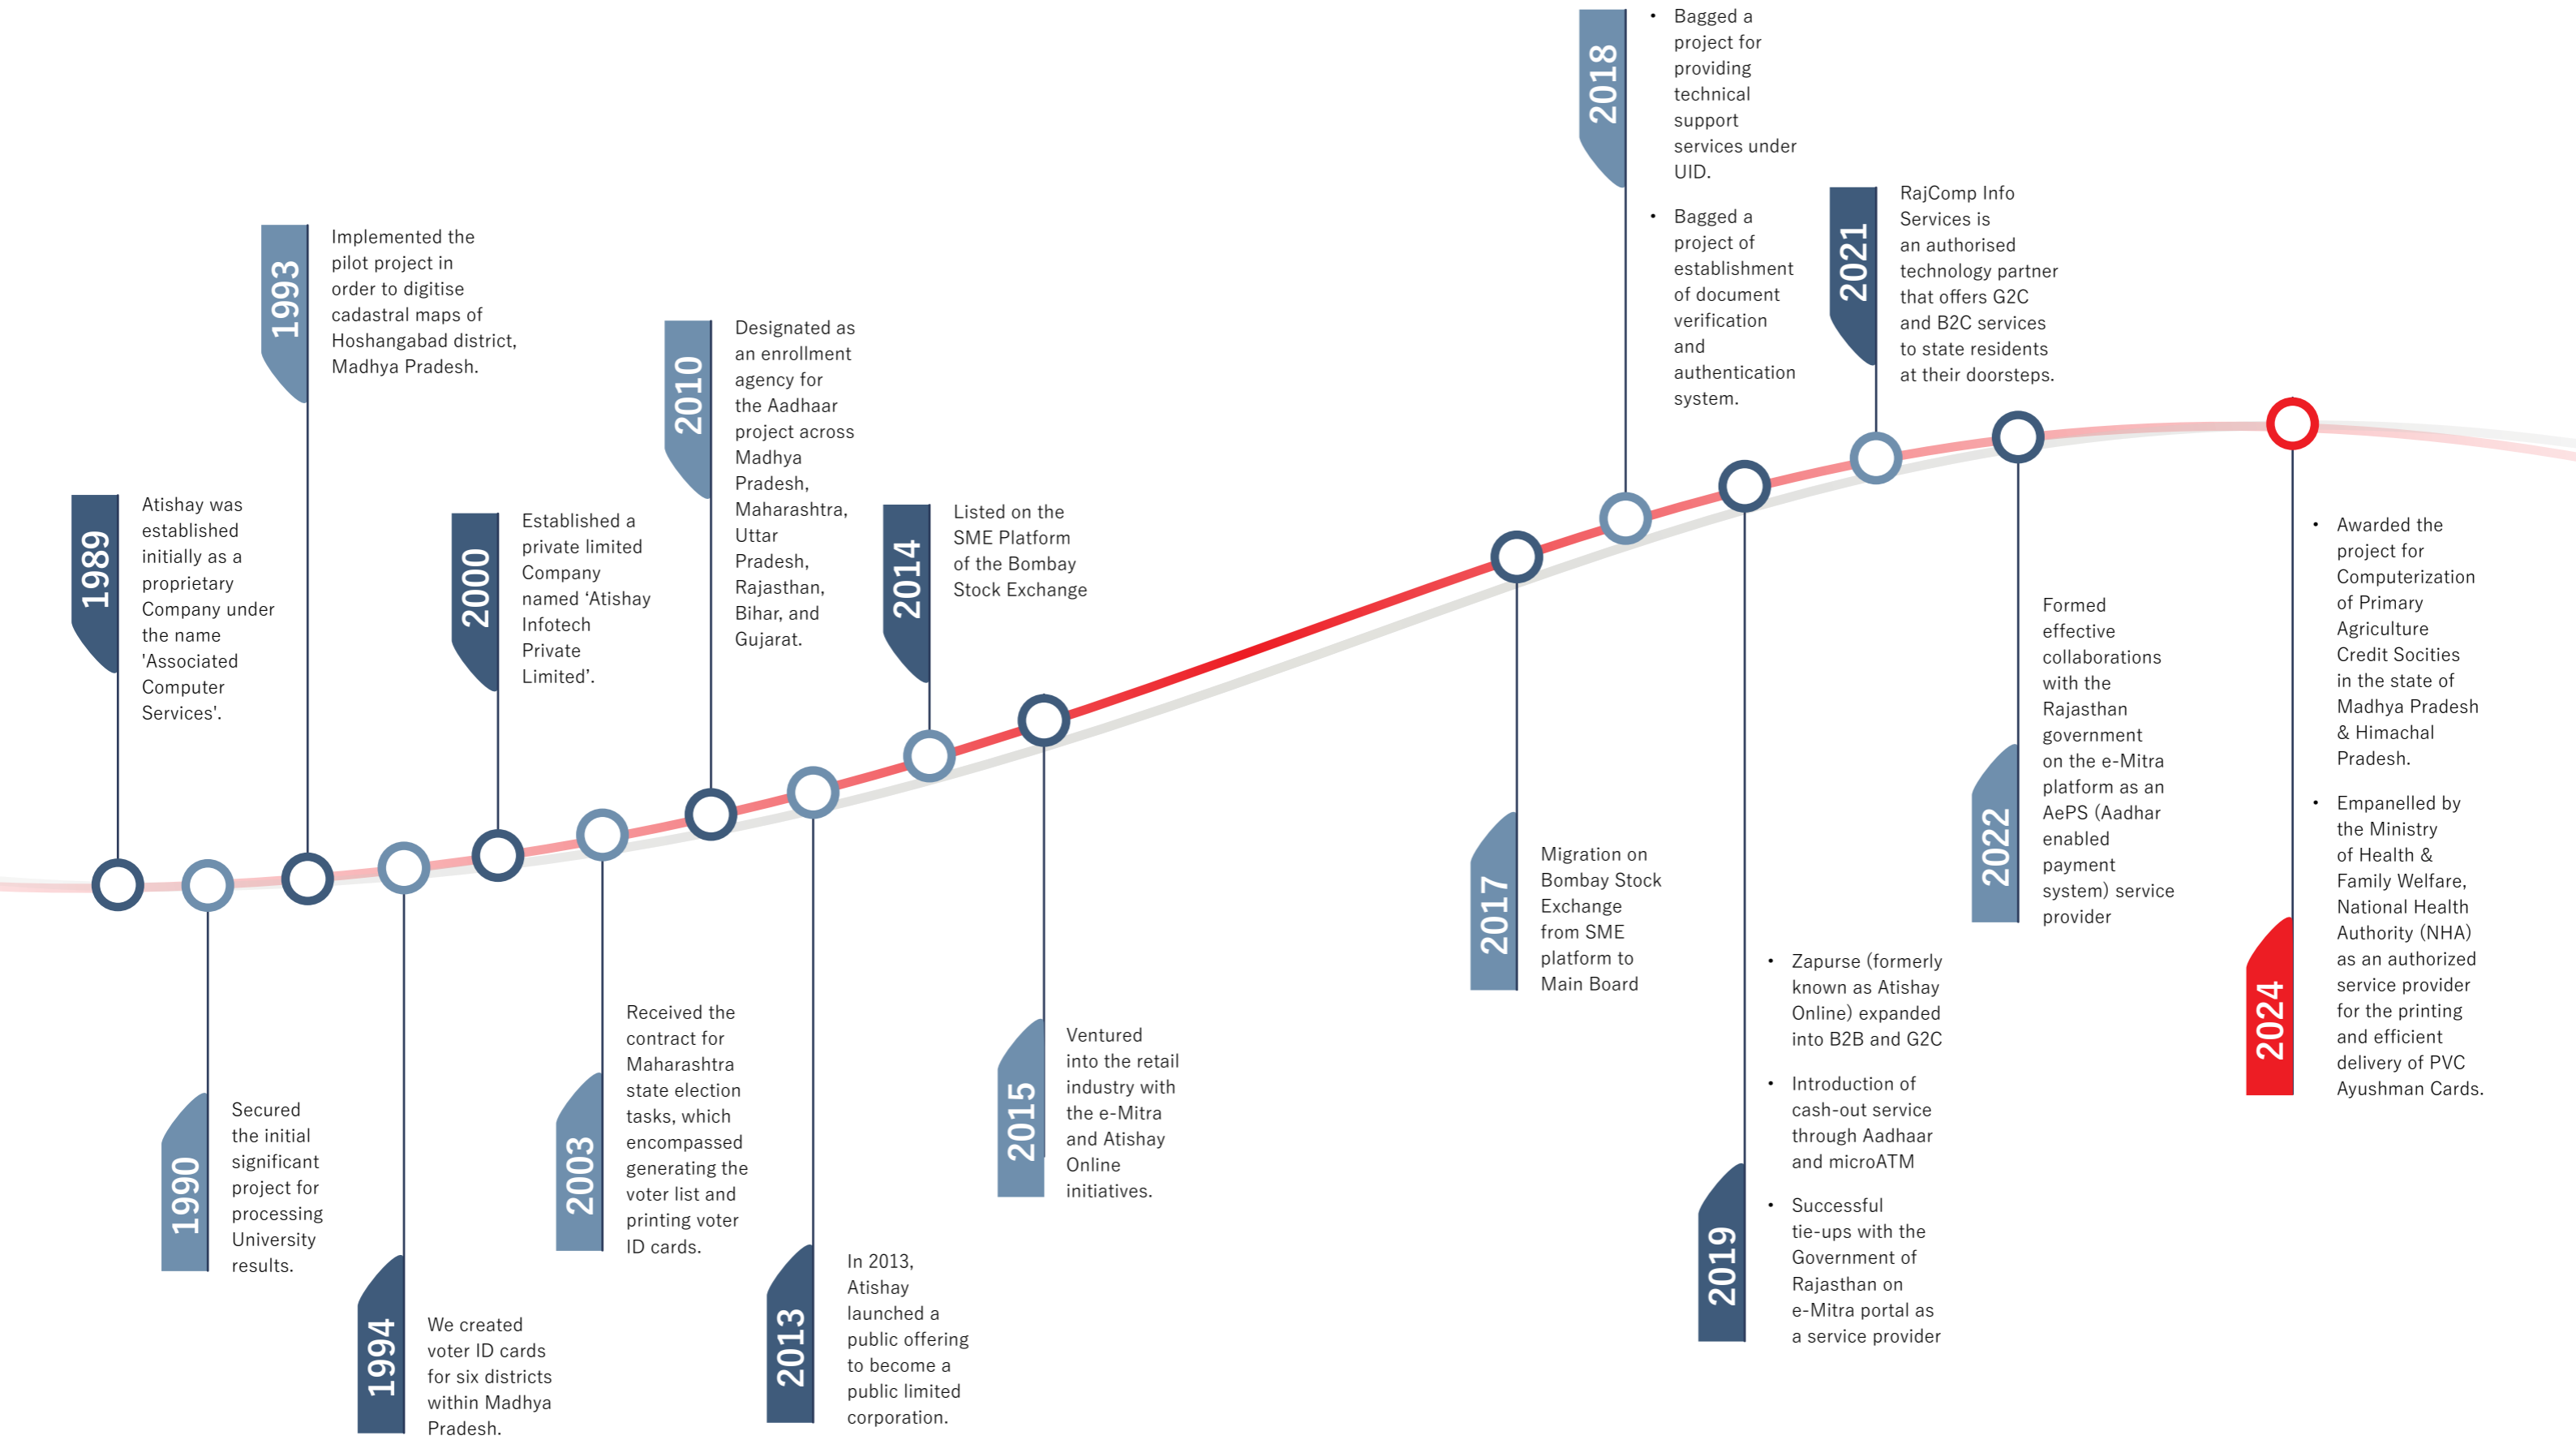 1989
Atishay was
established
initially as a
proprietary
Company under
the name
'Associated
Computer
Services'.
1990
Secured
the initial
significant
project for
processing
University
results.
1993
Implemented the
pilot project in
order to digitise
cadastral maps of
Hoshangabad district,
Madhya Pradesh.
1994
We created
voter ID cards
for six districts
within Madhya
Pradesh.
2000
Established a
private limited
Company
named ‘Atishay
Infotech
Private
Limited’.
2003
Received the
contract for
Maharashtra
state election
tasks, which
encompassed
generating the
voter list and
printing voter
ID cards.
2010
Designated as
an enrollment
agency for
the Aadhaar
project across
Madhya
Pradesh,
Maharashtra,
Uttar
Pradesh,
Rajasthan,
Bihar, and
Gujarat.
2013
In 2013,
Atishay
launched a
public offering
to become a
public limited
corporation.
2014
Listed on the
SME Platform
of the Bombay
Stock Exchange
2015
Ventured
into the retail
industry with
the e-Mitra
and Atishay
Online
initiatives.
2017
Migration on
Bombay Stock
Exchange
from SME
platform to
Main Board
2018
• Bagged a
project for
providing
technical
support
services under
UID.
• Bagged a
project of
establishment
of document
verification
and
authentication
system.
2019
• Zapurse (formerly
known as Atishay
Online) expanded
into B2B and G2C
• Introduction of
cash-out service
through Aadhaar
and microATM
• Successful
tie-ups with the
Government of
Rajasthan on
e-Mitra portal as
a service provider
2021
RajComp Info
Services is
an authorised
technology partner
that offers G2C
and B2C services
to state residents
at their doorsteps.
2022
Formed
effective
collaborations
with the
Rajasthan
government
on the e-Mitra
platform as an
AePS (Aadhar
enabled
payment
system) service
provider
2024
• Awarded the
project for
Computerization
of Primary
Agriculture
Credit Socities
in the state of
Madhya Pradesh
& Himachal
Pradesh.
• Empanelled by
the Ministry
of Health &
Family Welfare,
National Health
Authority (NHA)
as an authorized
service provider
for the printing
and efficient
delivery of PVC
Ayushman Cards.